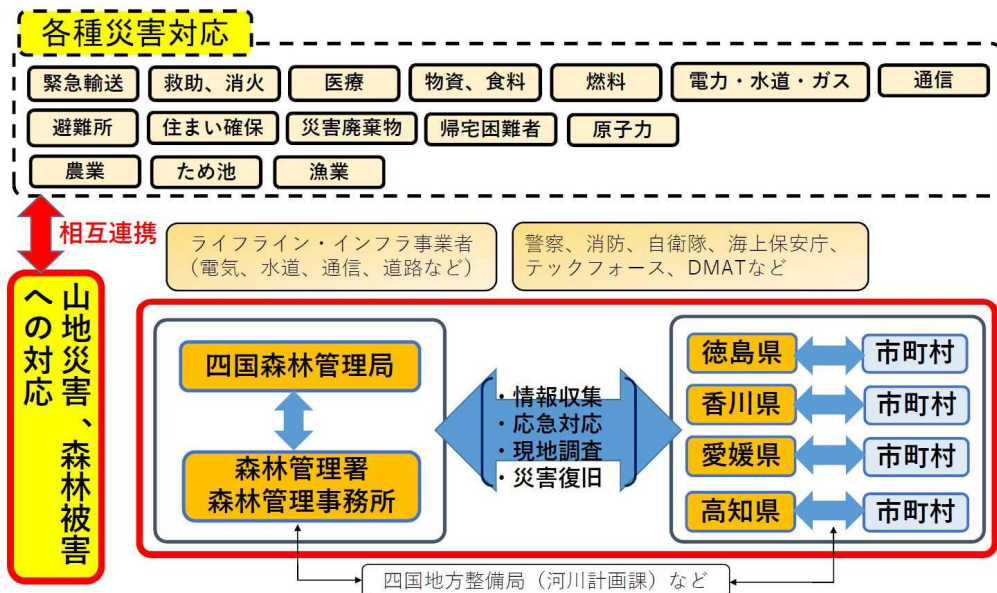 各種災害対応
緊急輸送
救助、消火
医療
物資、食料
燃料
電力・水道・ガス
通信
避難所
住まい確保
災害廃棄物
帰宅困難者
原子力
農業
ため池
漁業
相互連携
ライフライン・インフラ事業者
（電気、水道、通信、道路など）
警察、消防、自衛隊、海上保安庁、
テックフォース、DMATなど
山地災害、森林被害
への対応
四国森林管理局
森林管理署
森林管理事務所
・情報収集
・応急対応
・現地調査
・災害復旧
徳島県
市町村
香川県
市町村
愛媛県
市町村
高知県
市町村
四国地方整備局（河川計画課）など